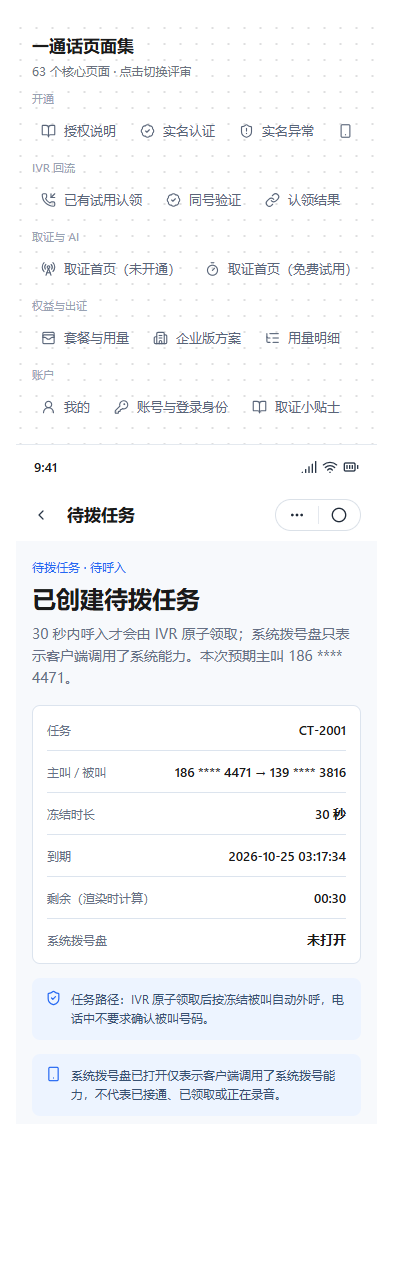 一通话页面集
63 个核心页面 · 点击切换评审
开通
授权说明 实名认证 实名异常
IVR 回流
已有试用认领 同号验证 认领结果
取证与 AI
取证首页（未开通） 取证首页（免费试用）
权益与出证
套餐与用量 企业版方案 用量明细
账户
我的 账号与登录身份 取证小贴士
9:41
待拨任务
待拨任务 · 待呼入
已创建待拨任务
30 秒内呼入才会由 IVR 原子领取；系统拨号盘只表
示客户端调用了系统能力。本次预期主叫 186 ****
4471。
任务 CT-2001
主叫 / 被叫 186 **** 4471 → 139 **** 3816
冻结时长 30 秒
到期 2026-10-25 03:17:34
剩余（渲染时计算） 00:30
系统拨号盘 未打开
任务路径：IVR 原子领取后按冻结被叫自动外呼，电
话中不要求确认被叫号码。
系统拨号盘已打开仅表示客户端调用了系统拨号能
力，不代表已接通、已领取或正在录音。